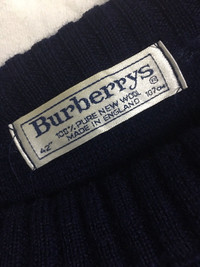 Burberrys
®
100% PURE NEW WOOL
42" MADE IN ENGLAND 107cm